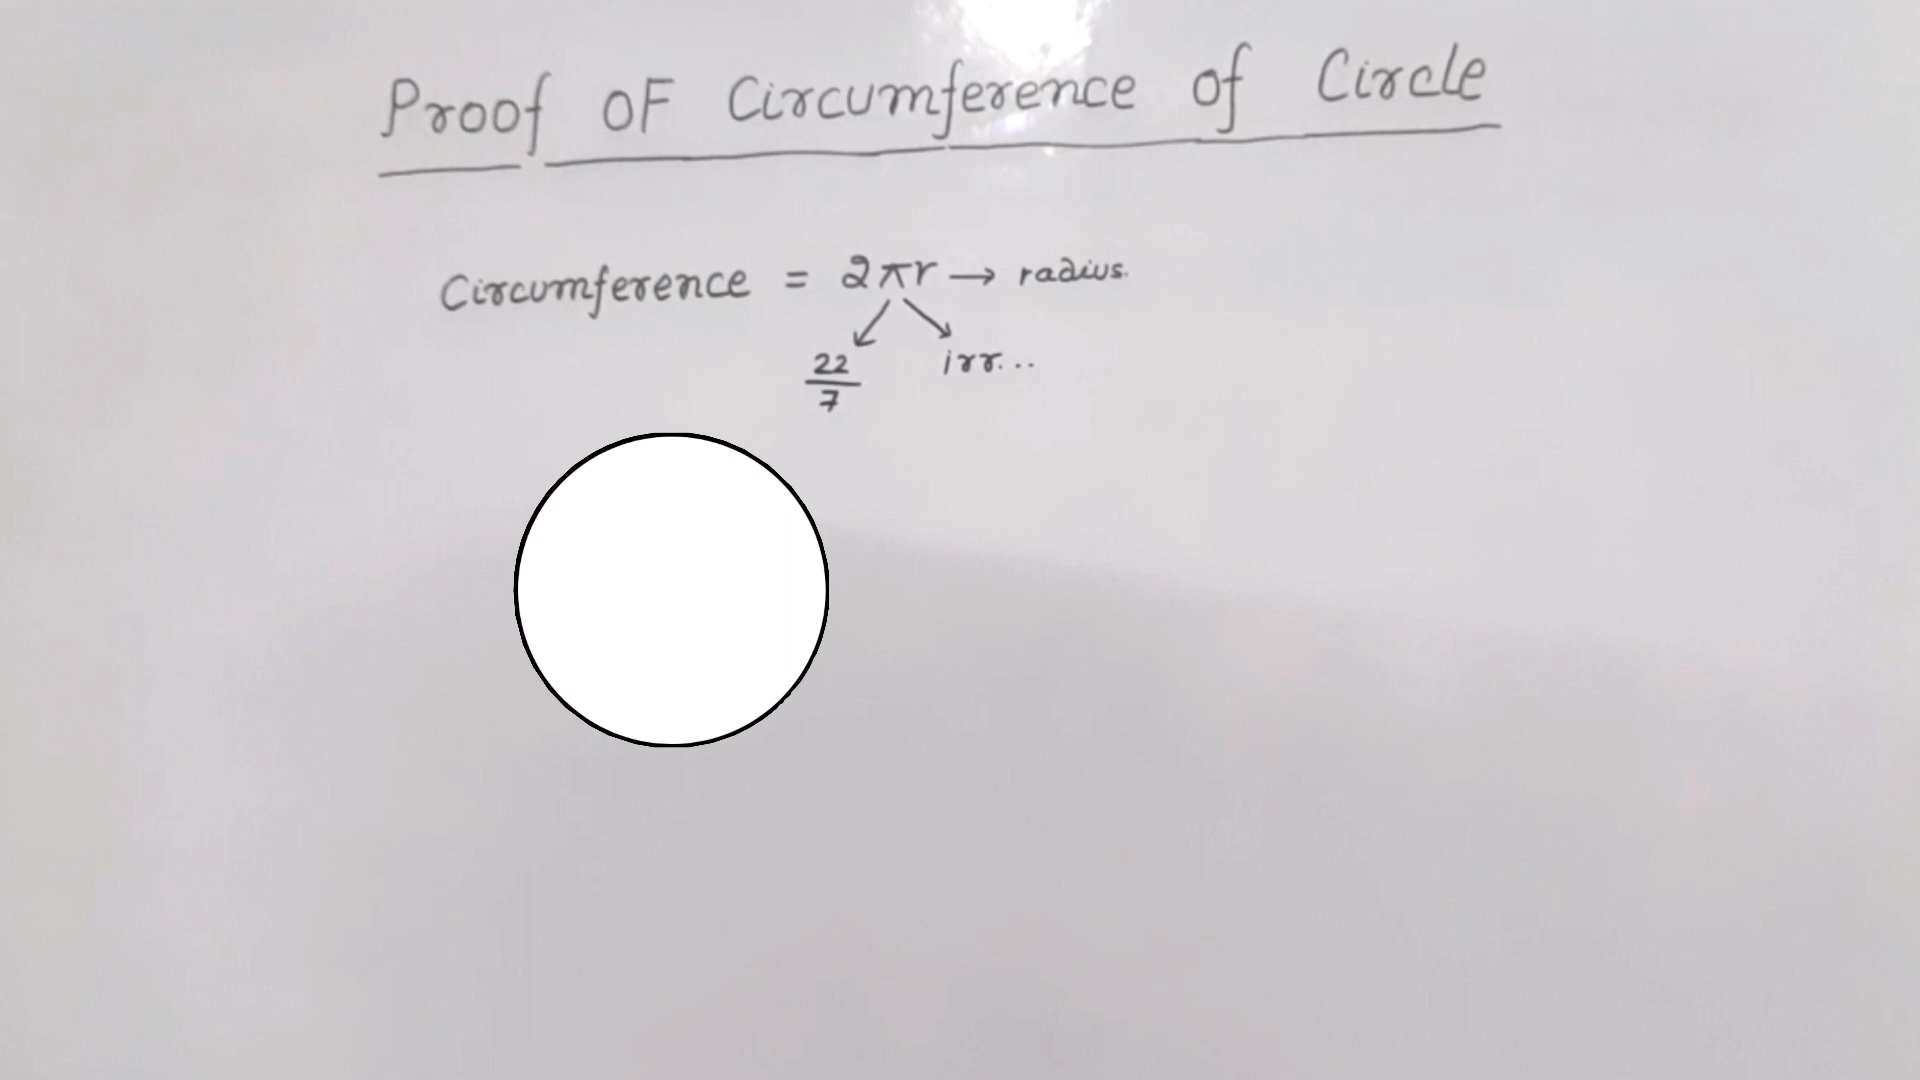 Proof OF Circumference of Circle
Circumference = 2πr → radius.
22/7 irr...